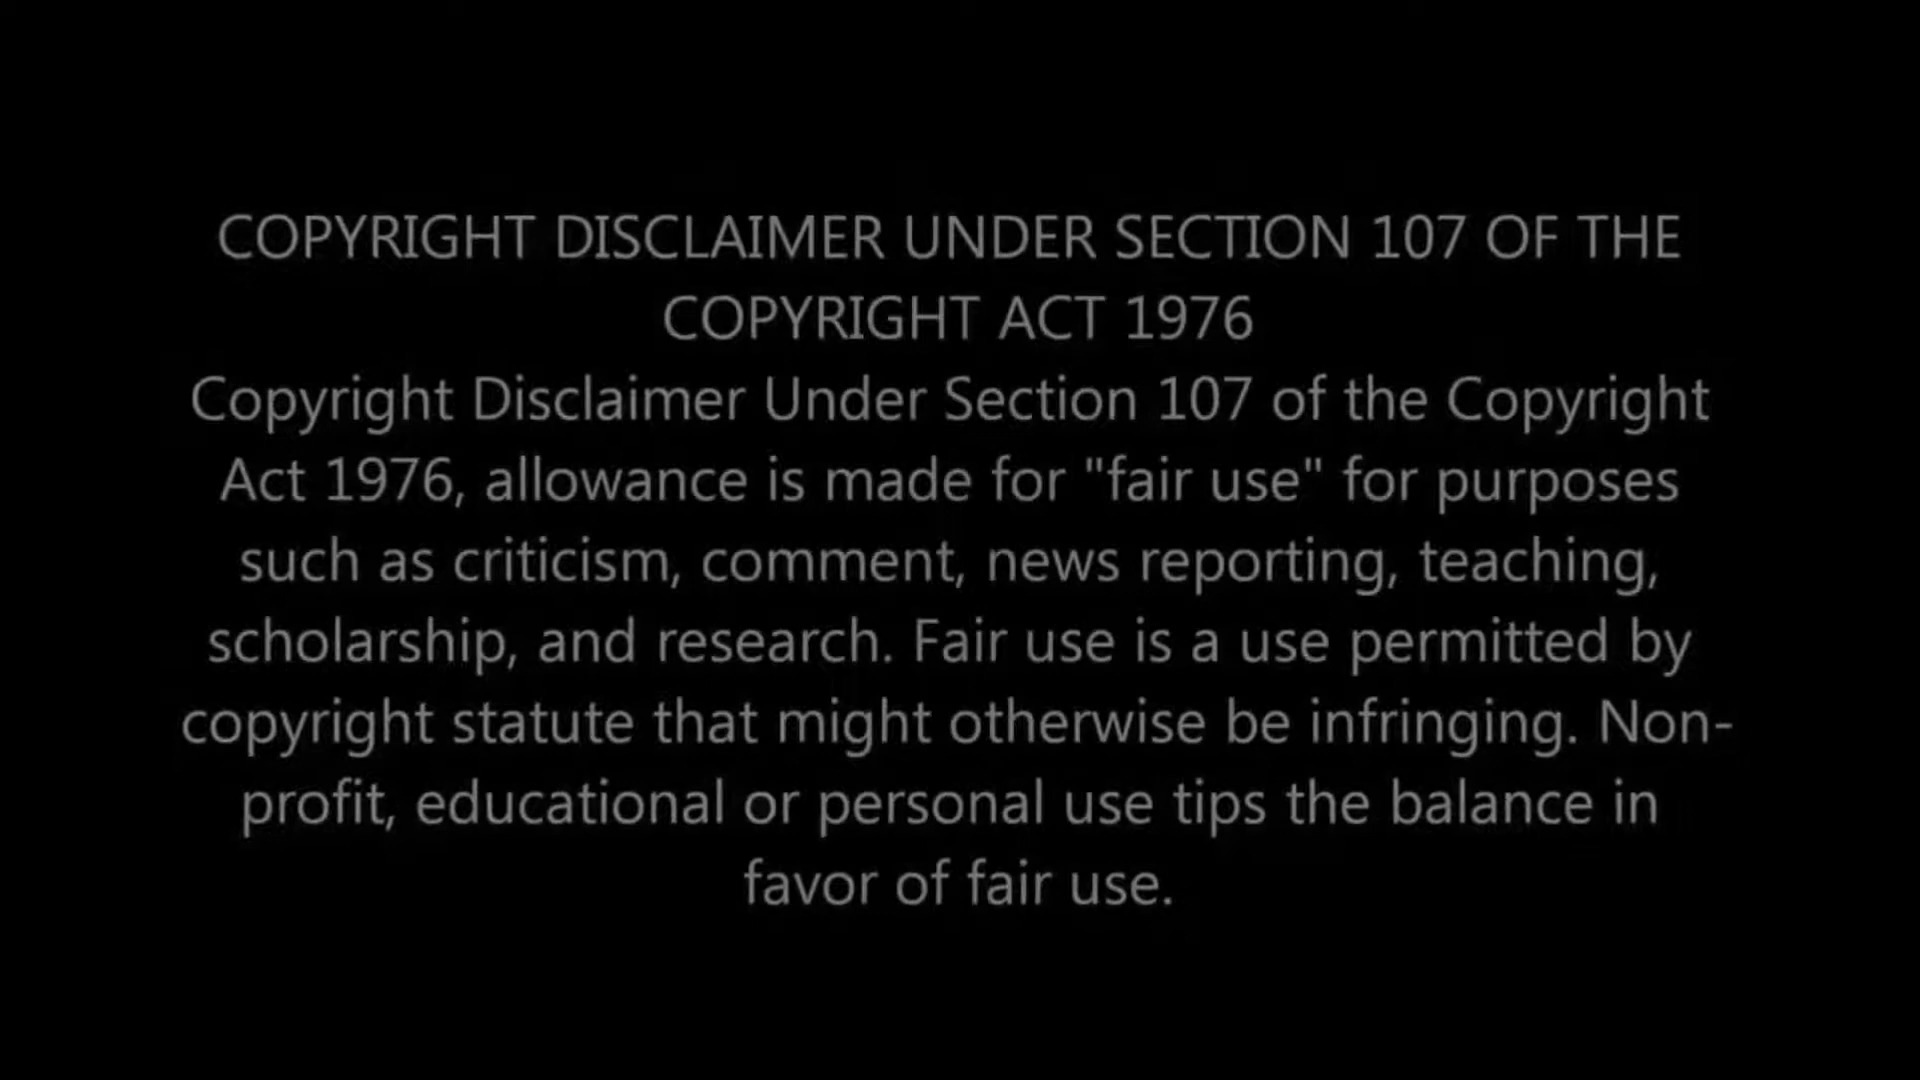 COPYRIGHT DISCLAIMER UNDER SECTION 107 OF THE
COPYRIGHT ACT 1976
Copyright Disclaimer Under Section 107 of the Copyright
Act 1976, allowance is made for "fair use" for purposes
such as criticism, comment, news reporting, teaching,
scholarship, and research. Fair use is a use permitted by
copyright statute that might otherwise be infringing. Non-
profit, educational or personal use tips the balance in
favor of fair use.